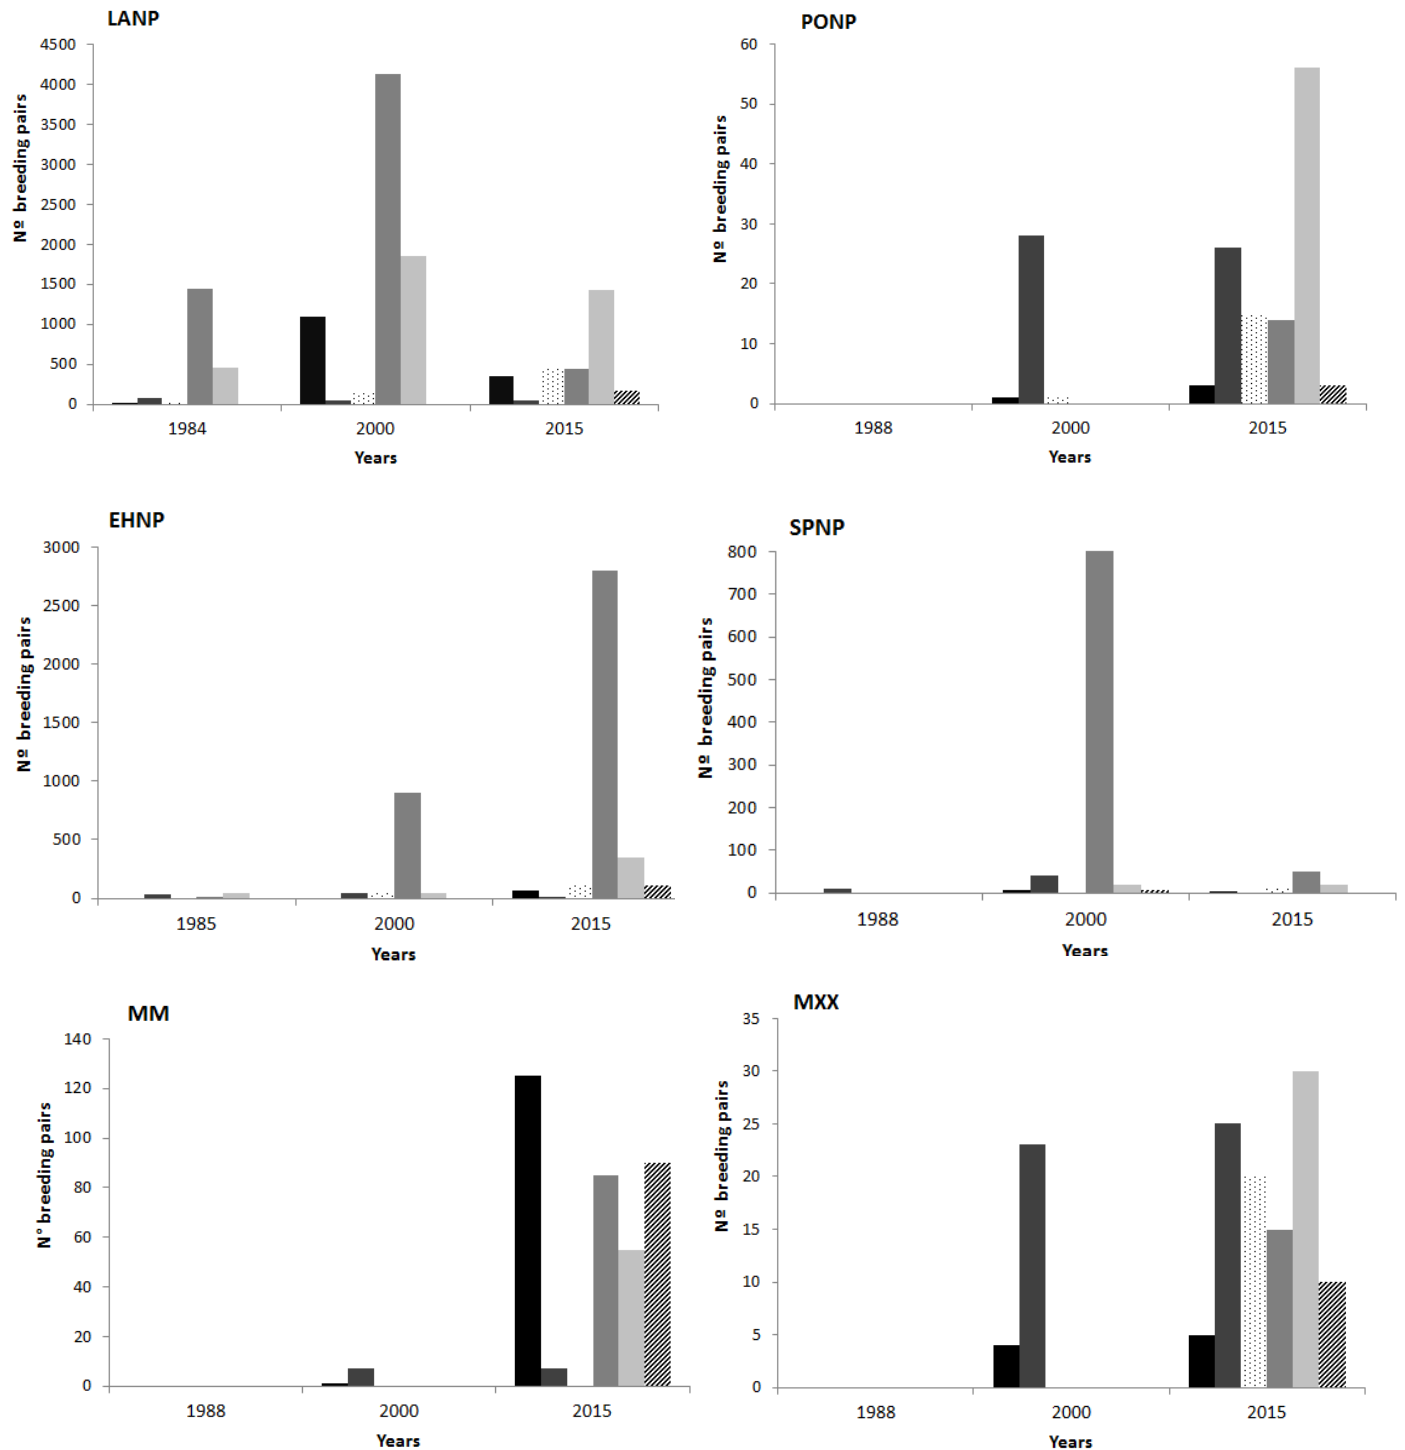 LANP
4500
4000
3500
3000
2500
2000
1500
1000
500
0
Nº breeding pairs
1984 2000 2015
Years
PONP
60
50
40
30
20
10
0
Nº breeding pairs
1988 2000 2015
Years
EHNP
3000
2500
2000
1500
1000
500
0
Nº breeding pairs
1985 2000 2015
Years
SPNP
800
700
600
500
400
300
200
100
0
Nº breeding pairs
1988 2000 2015
Years
MM
140
120
100
80
60
40
20
0
N° breeding pairs
1988 2000 2015
Years
MXX
35
30
25
20
15
10
5
0
Nº breeding pairs
1988 2000 2015
Years